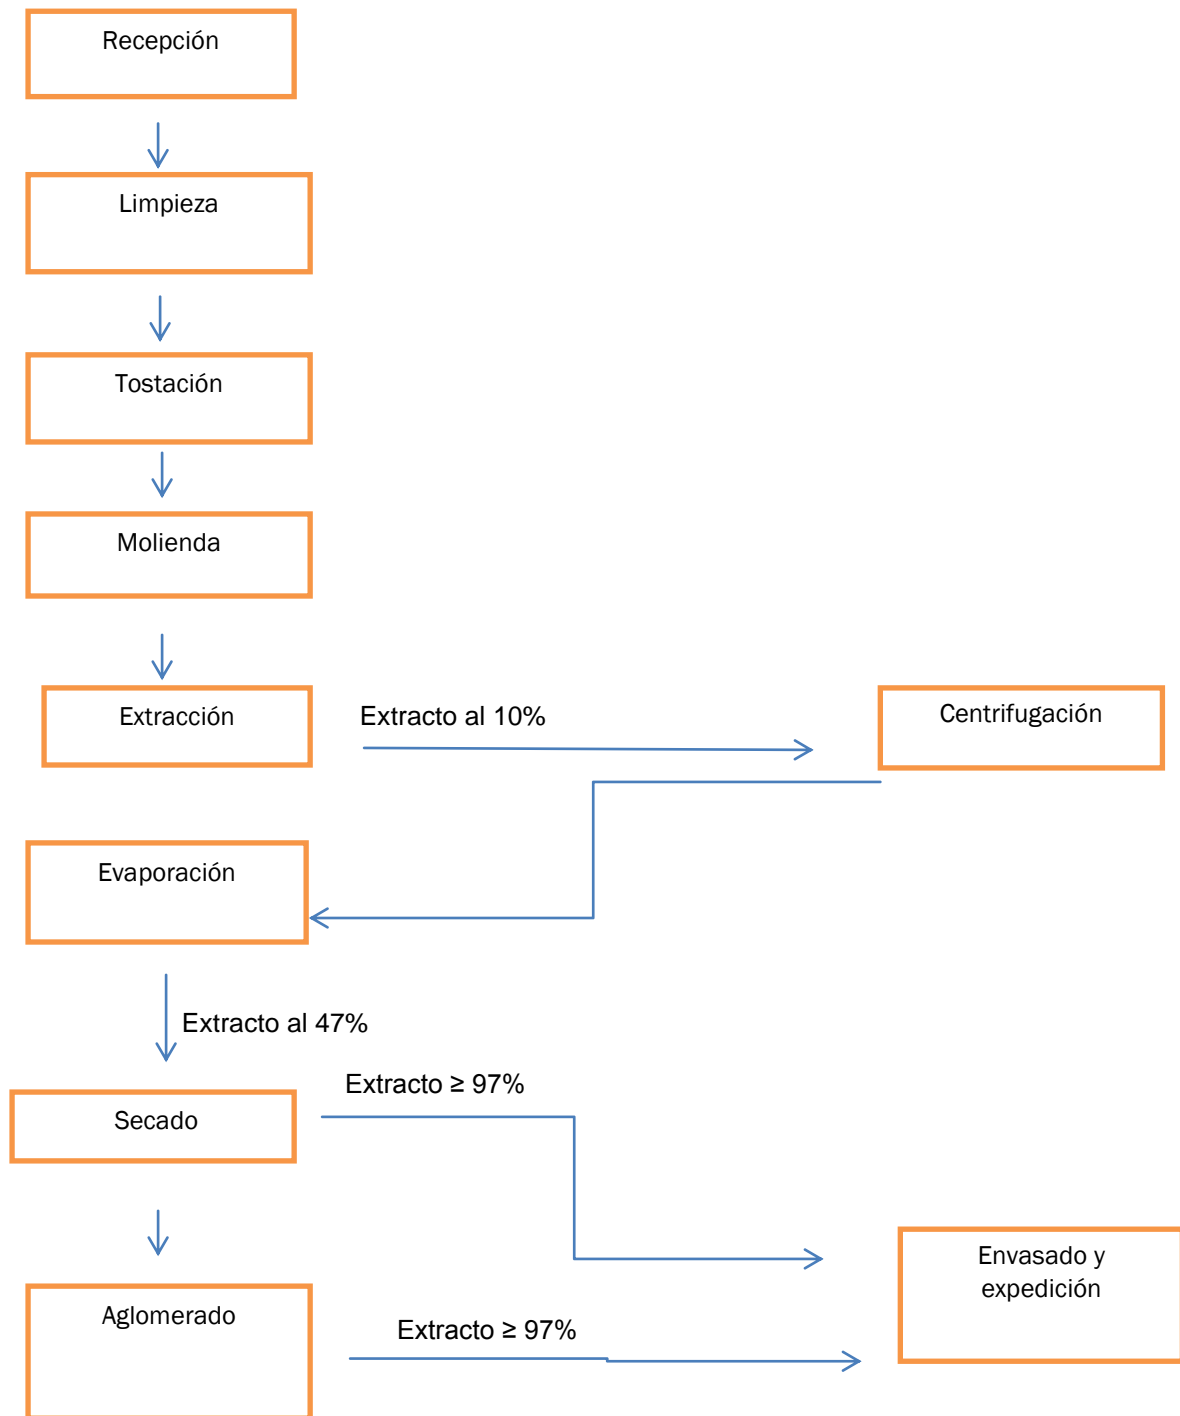 Recepción
Limpieza
Tostación
Molienda
Extracción
Extracto al 10%
Centrifugación
Evaporación
Extracto al 47%
Extracto ≥ 97%
Secado
Envasado y
expedición
Aglomerado
Extracto ≥ 97%